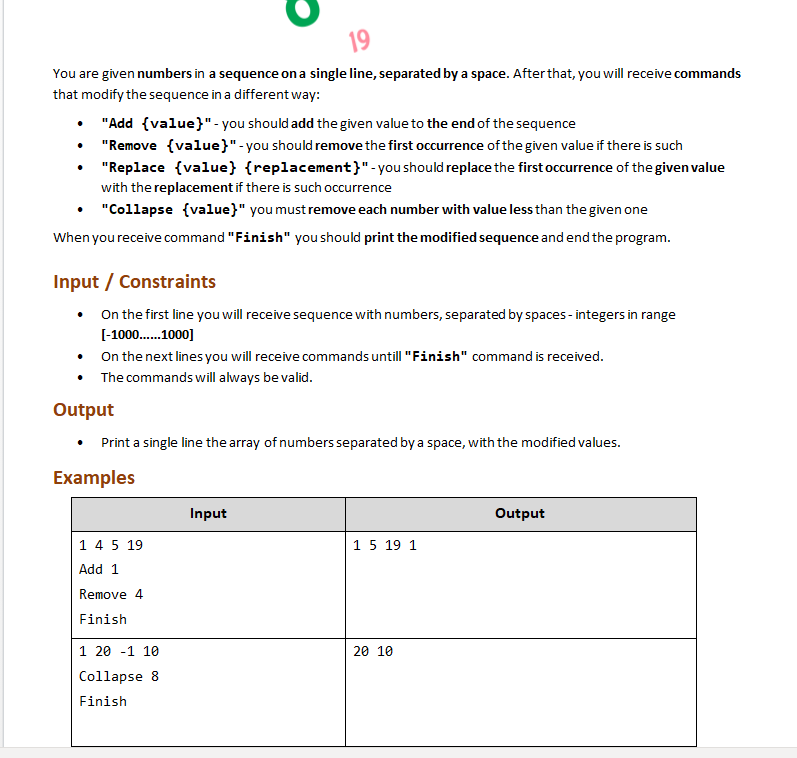 19
You are given numbers in a sequence on a single line, separated by a space. After that, you will receive commands
that modify the sequence in a different way:
• "Add {value}" - you should add the given value to the end of the sequence
• "Remove {value}" - you should remove the first occurrence of the given value if there is such
• "Replace {value} {replacement}" - you should replace the first occurrence of the given value
with the replacement if there is such occurrence
• "Collapse {value}" you must remove each number with value less than the given one
When you receive command "Finish" you should print the modified sequence and end the program.
Input / Constraints
• On the first line you will receive sequence with numbers, separated by spaces - integers in range
[-1000……1000]
• On the next lines you will receive commands untill "Finish" command is received.
• The commands will always be valid.
Output
• Print a single line the array of numbers separated by a space, with the modified values.
Examples
Input Output
1 4 5 19 1 5 19 1
Add 1
Remove 4
Finish
1 20 -1 10 20 10
Collapse 8
Finish